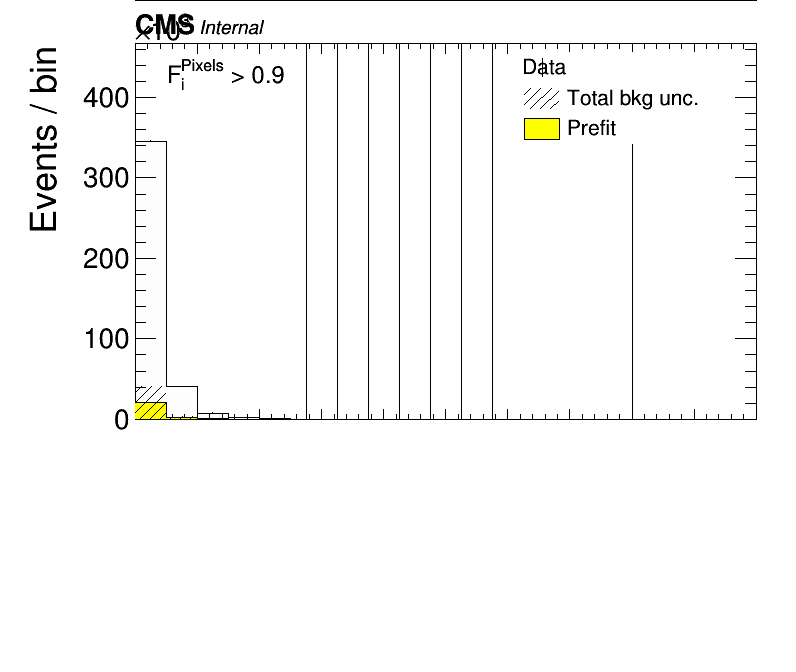 CMS Internal
×10³
F_i^Pixels > 0.9
Data
Total bkg unc.
Prefit
Events / bin
400
300
200
100
0